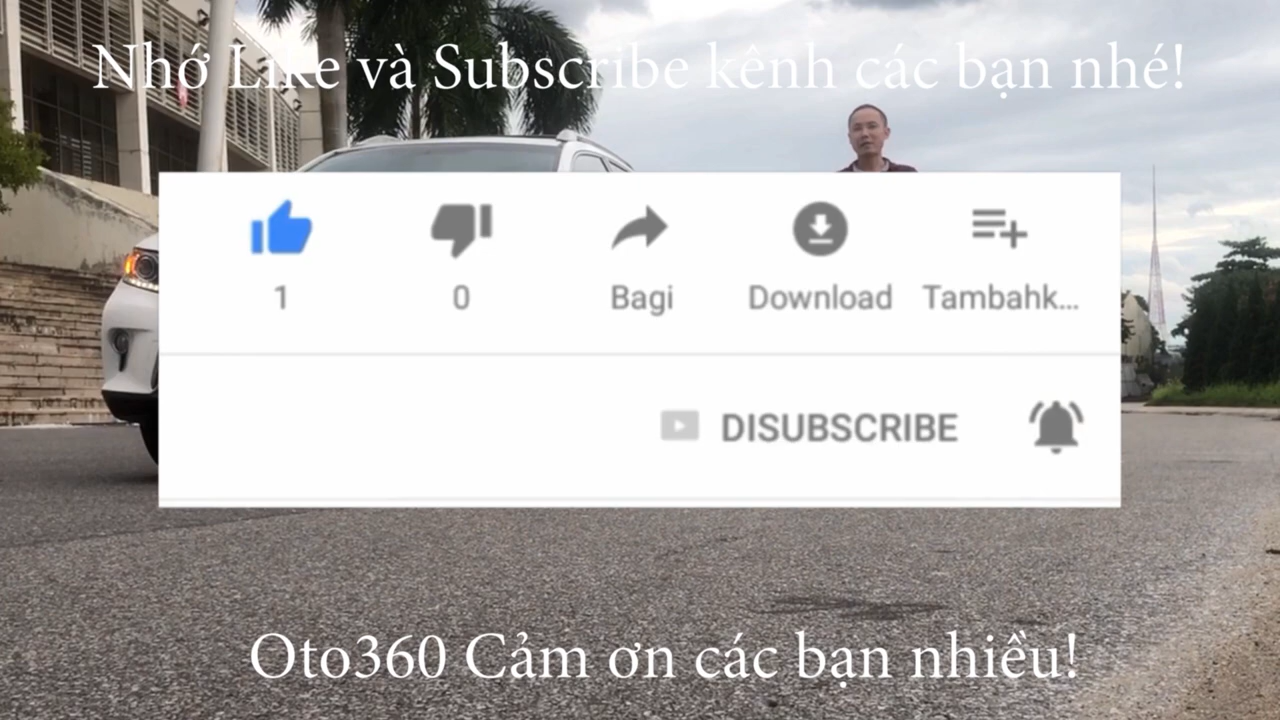 Nhớ Like và Subscribe kênh các bạn nhé!
1 0 Bagi Download Tambahk...
DISUBSCRIBE
Oto360 Cảm ơn các bạn nhiều!